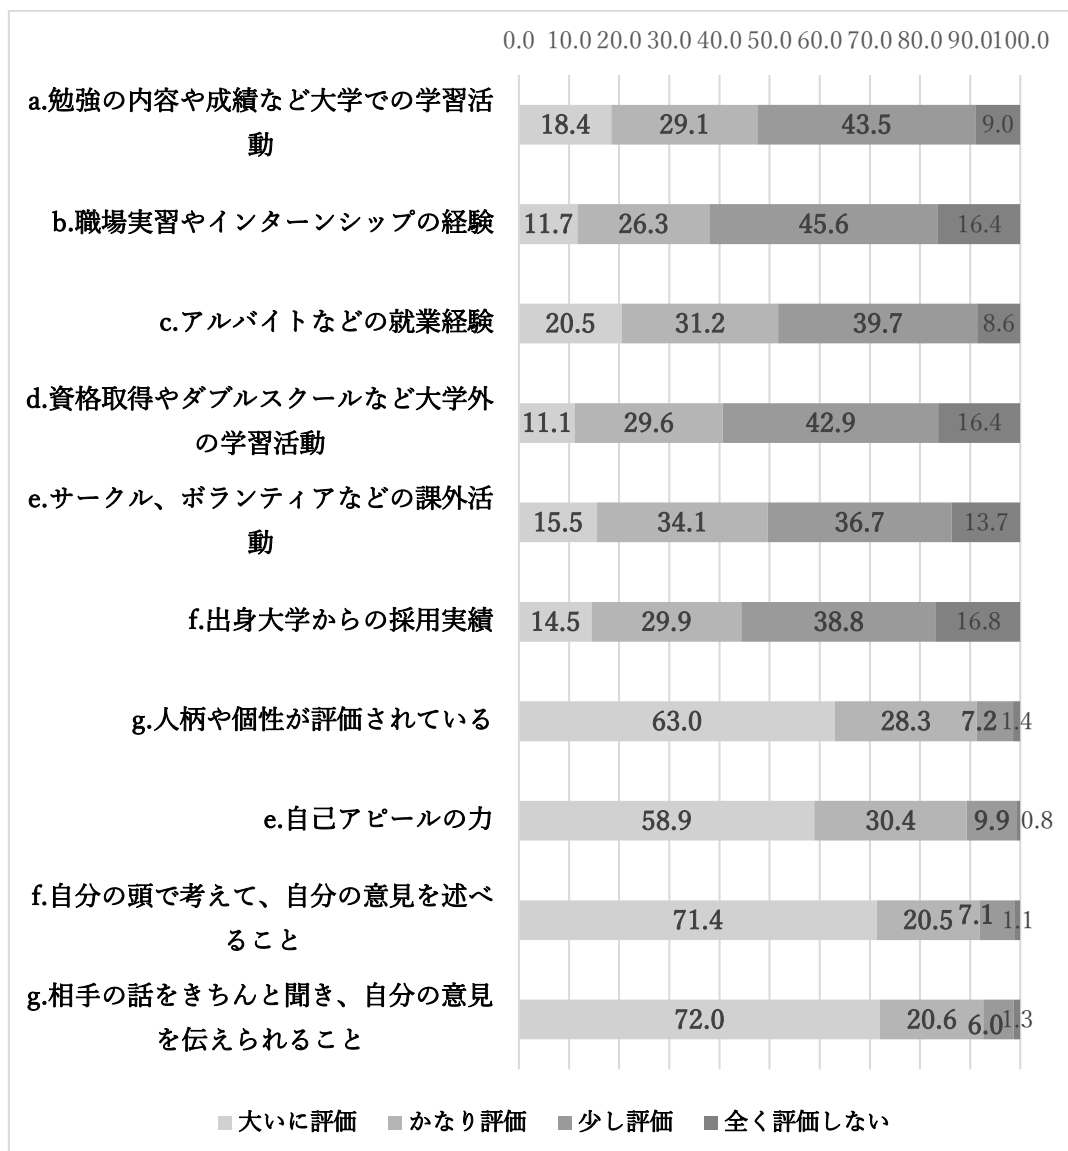 0.0 10.0 20.0 30.0 40.0 50.0 60.0 70.0 80.0 90.0 100.0
a.勉強の内容や成績など大学での学習活
動
18.4 29.1 43.5 9.0
b.職場実習やインターンシップの経験
11.7 26.3 45.6 16.4
c.アルバイトなどの就業経験
20.5 31.2 39.7 8.6
d.資格取得やダブルスクールなど大学外
の学習活動
11.1 29.6 42.9 16.4
e.サークル、ボランティアなどの課外活
動
15.5 34.1 36.7 13.7
f.出身大学からの採用実績
14.5 29.9 38.8 16.8
g.人柄や個性が評価されている
63.0 28.3 7.2 1.4
e.自己アピールの力
58.9 30.4 9.9 0.8
f.自分の頭で考えて、自分の意見を述べ
ること
71.4 20.5 7.1 1.1
g.相手の話をきちんと聞き、自分の意見
を伝えられること
72.0 20.6 6.0 1.3
大いに評価 かなり評価 少し評価 全く評価しない